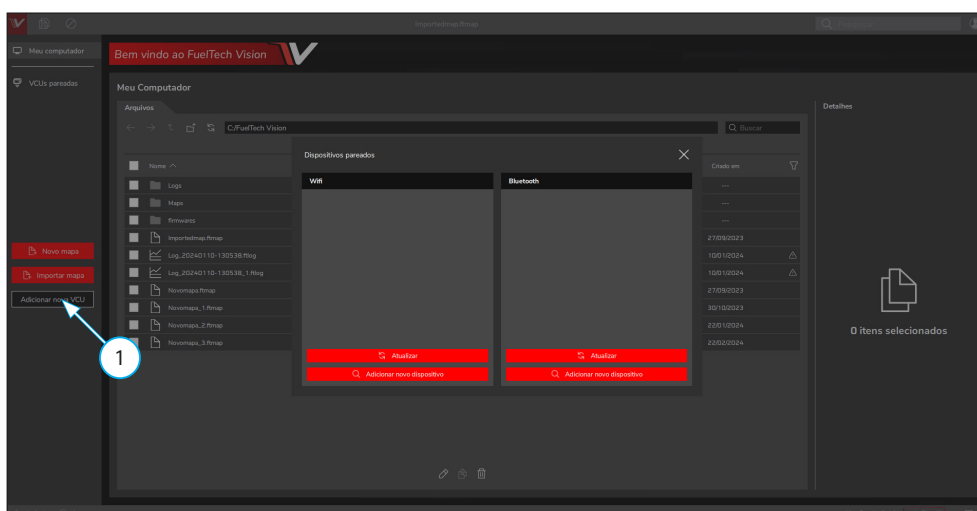 Importedmap.ftmap
Meu computador
VCUs pareadas
Novo mapa
Importar mapa
Adicionar nova VCU
1
Bem vindo ao FuelTech Vision
Meu Computador
Arquivos
C:/FuelTech Vision
Buscar
Nome
Criado em
Logs
---
Maps
---
firmwares
---
Importedmap.ftmap
27/09/2023
Log_20240110-130538.ftlog
10/01/2024
Log_20240110-130538_1.ftlog
10/01/2024
Novomapa.ftmap
27/09/2023
Novomapa_1.ftmap
30/10/2023
Novomapa_2.ftmap
22/01/2024
Novomapa_3.ftmap
22/02/2024
Dispositivos pareados
Wifi
Atualizar
Adicionar novo dispositivo
Bluetooth
Atualizar
Adicionar novo dispositivo
Detalhes
0 itens selecionados